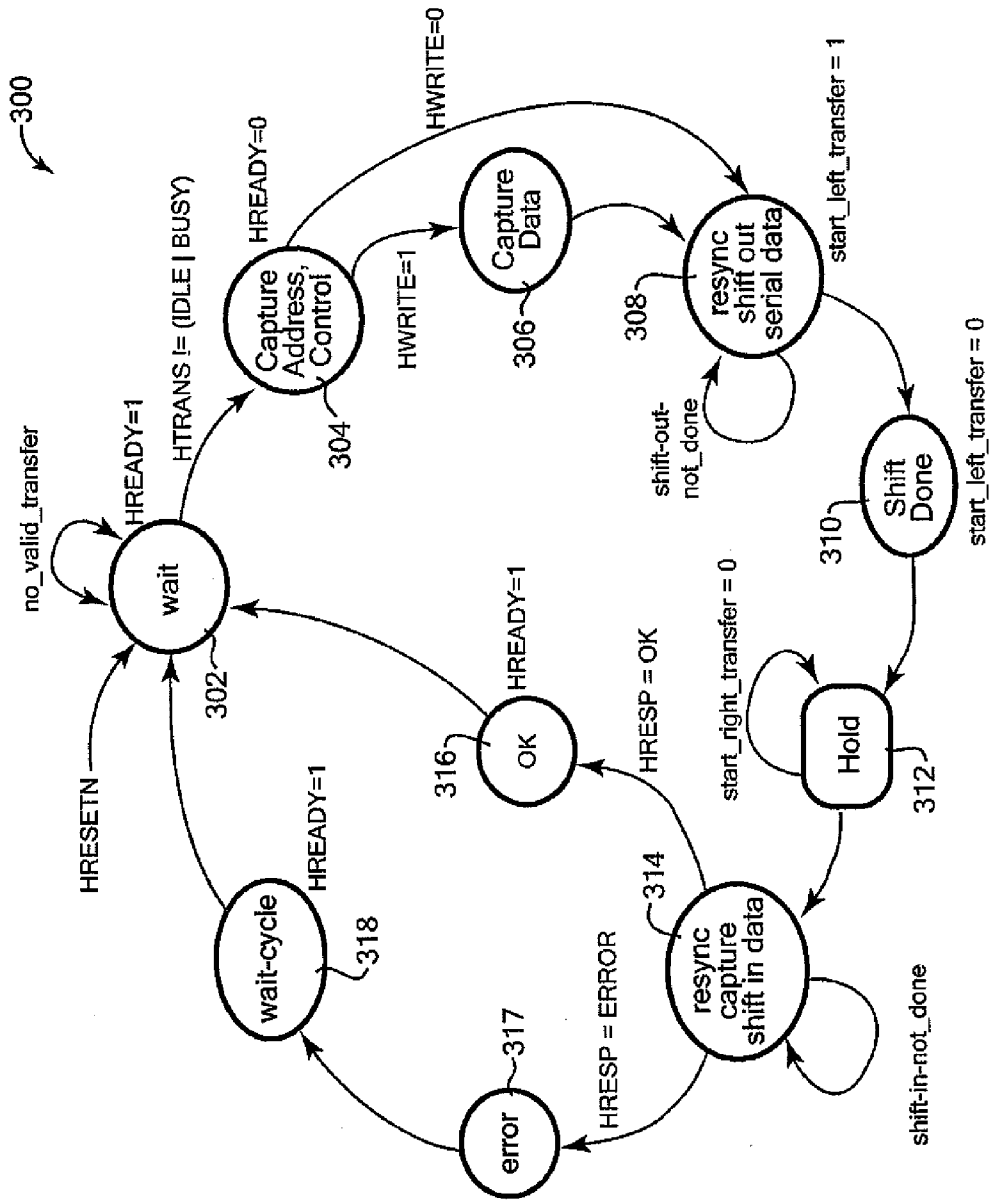 300
no_valid_transfer
HREADY=1
HTRANS != (IDLE | BUSY)
HREADY=0
HWRITE=0
HRESETN
wait
302
Capture
Address,
Control
304
HWRITE=1
Capture
Data
306
308
resync
shift out
serial data
start_left_transfer = 1
shift-out-
not_done
310
Shift
Done
start_left_transfer = 0
start_right_transfer = 0
Hold
312
314
resync
capture
shift in data
shift-in-not_done
HRESP = OK
316
OK
HREADY=1
HRESP = ERROR
317
error
wait-cycle
318
HREADY=1